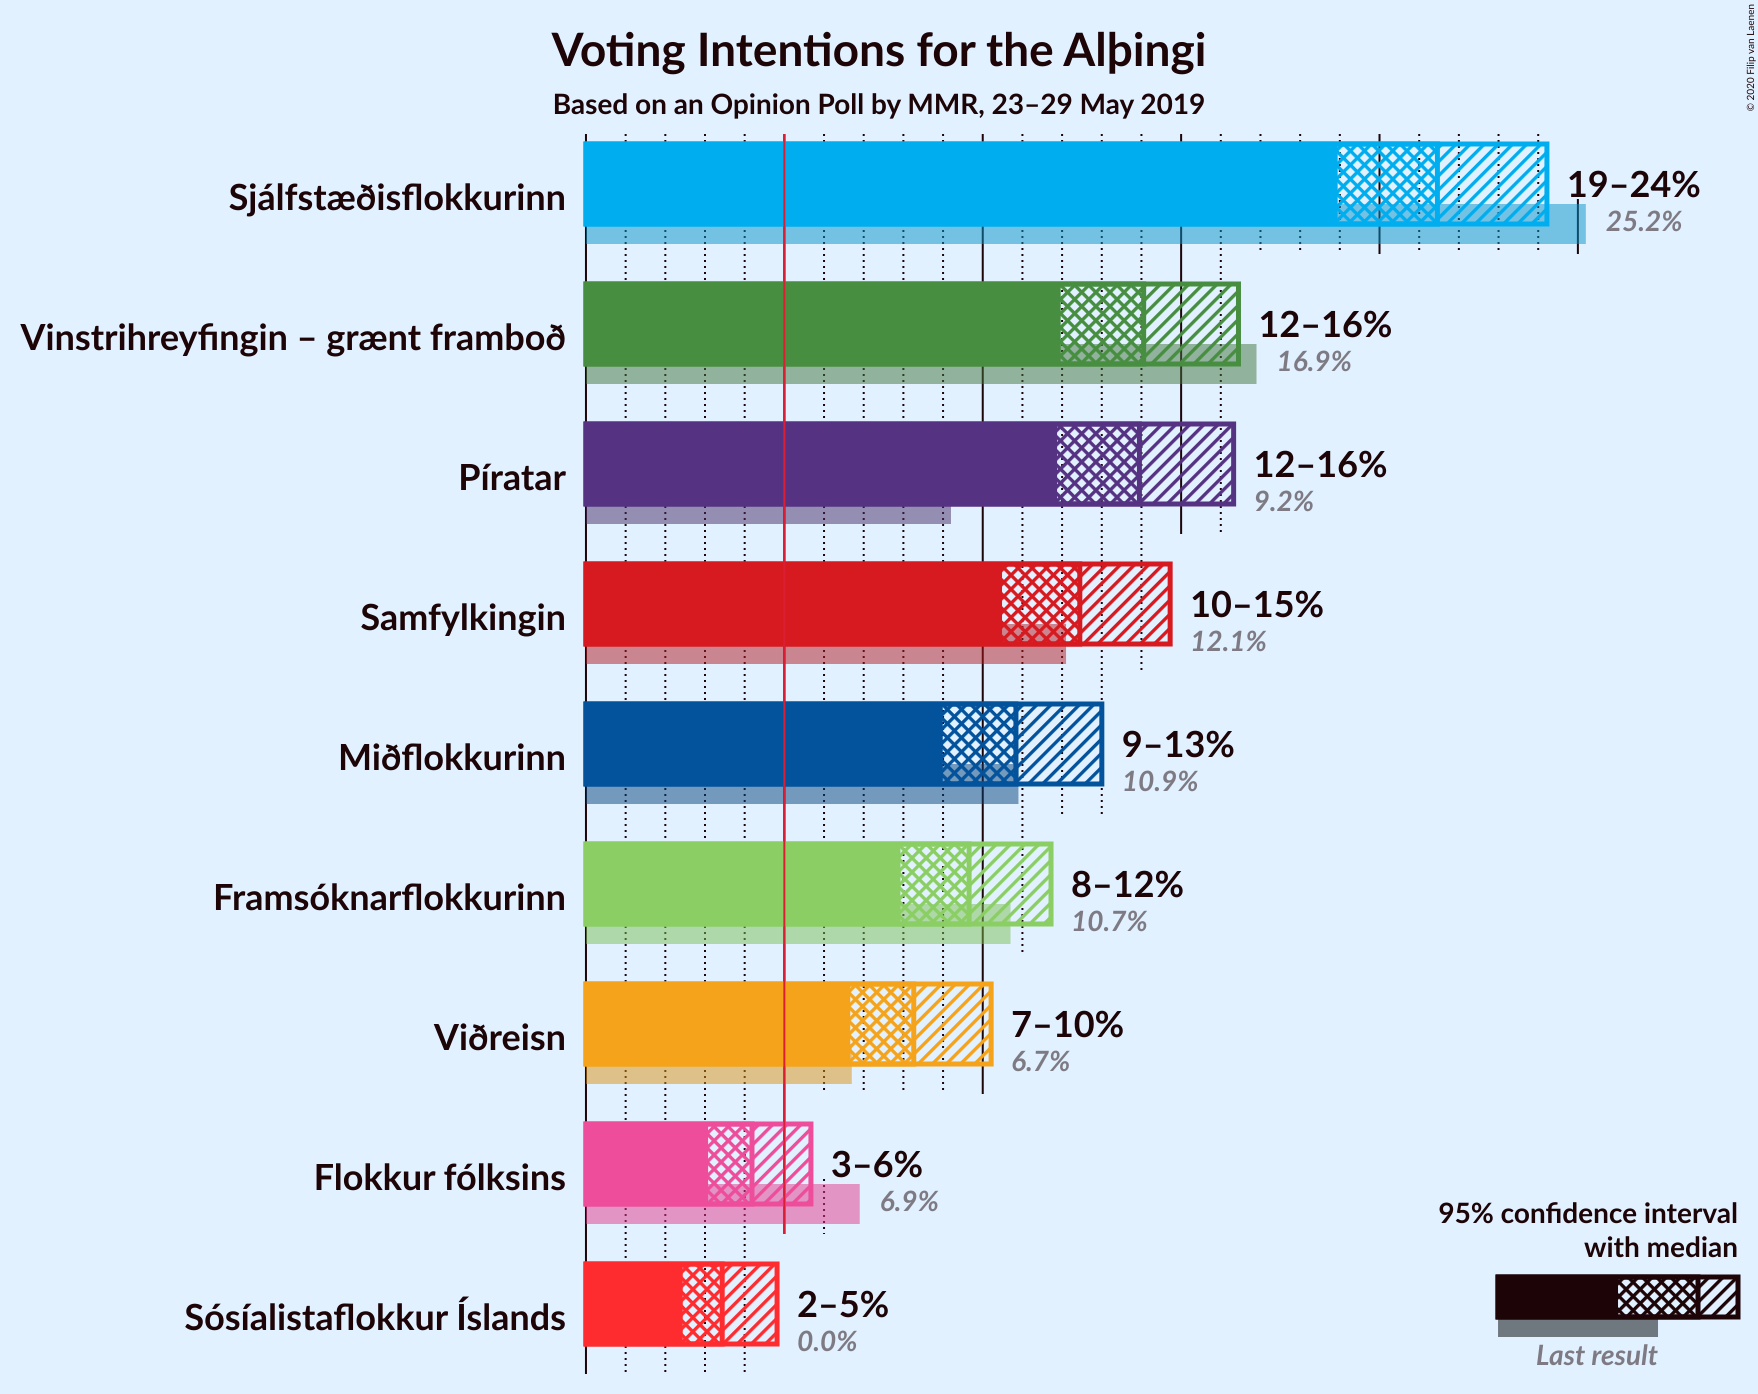 Voting Intentions for the Alþingi
Based on an Opinion Poll by MMR, 23–29 May 2019
© 2020 Filip van Laenen
Sjálfstæðisflokkurinn
19–24%
25.2%
Vinstrihreyfingin – grænt framboð
12–16%
16.9%
Píratar
12–16%
9.2%
Samfylkingin
10–15%
12.1%
Miðflokkurinn
9–13%
10.9%
Framsóknarflokkurinn
8–12%
10.7%
Viðreisn
7–10%
6.7%
Flokkur fólksins
3–6%
6.9%
Sósíalistaflokkur Íslands
2–5%
0.0%
95% confidence interval
with median
Last result